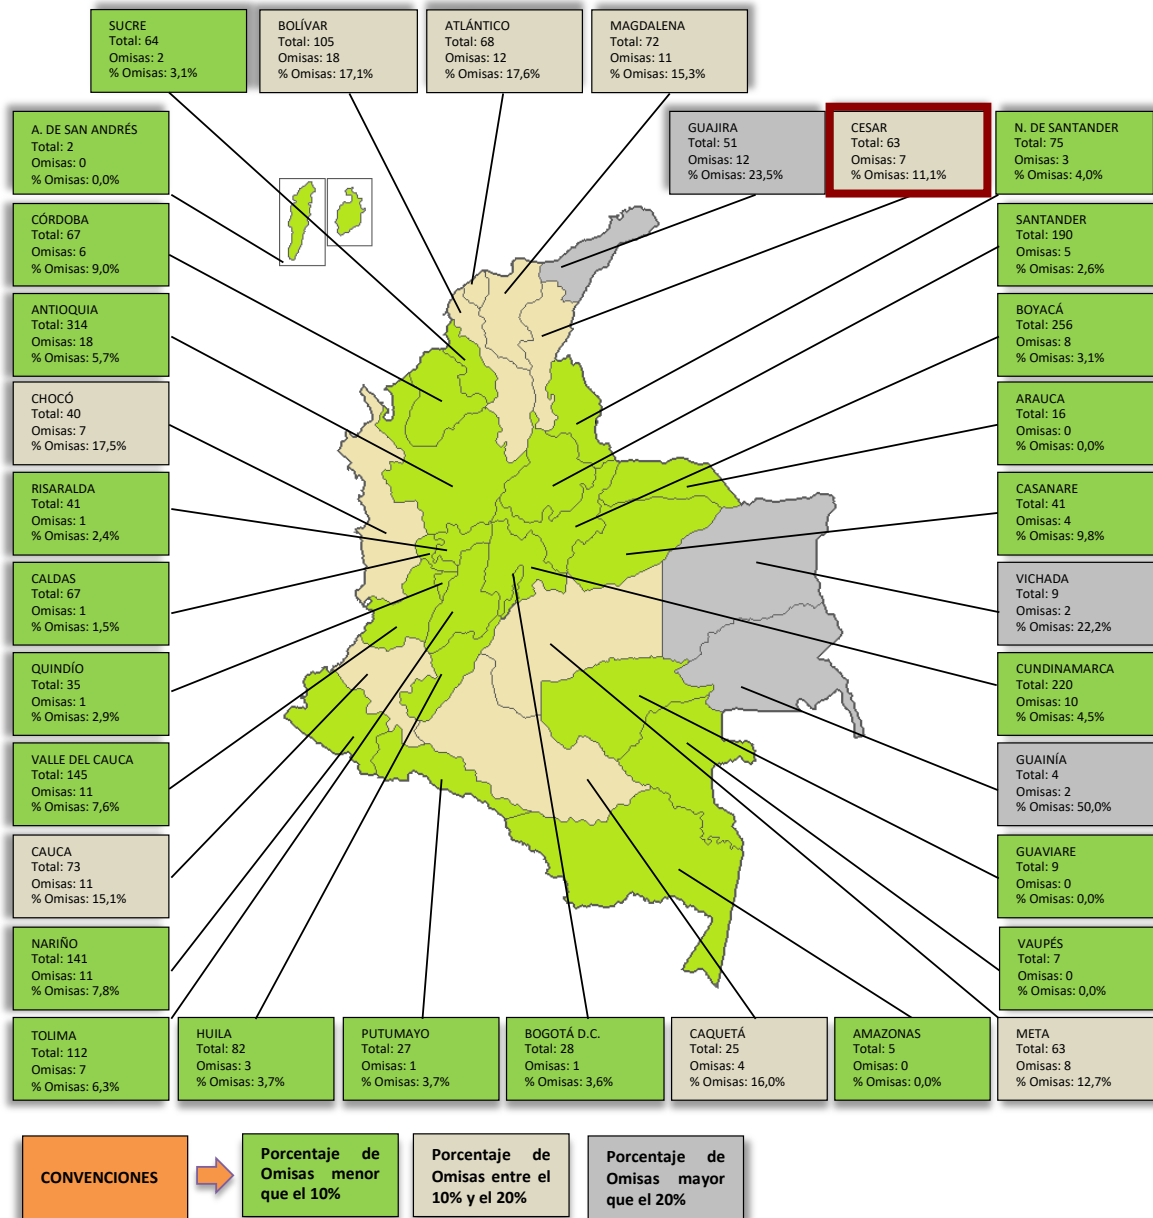 SUCRE
Total: 64
Omisas: 2
% Omisas: 3,1%
BOLÍVAR
Total: 105
Omisas: 18
% Omisas: 17,1%
ATLÁNTICO
Total: 68
Omisas: 12
% Omisas: 17,6%
MAGDALENA
Total: 72
Omisas: 11
% Omisas: 15,3%
A. DE SAN ANDRÉS
Total: 2
Omisas: 0
% Omisas: 0,0%
GUAJIRA
Total: 51
Omisas: 12
% Omisas: 23,5%
CESAR
Total: 63
Omisas: 7
% Omisas: 11,1%
N. DE SANTANDER
Total: 75
Omisas: 3
% Omisas: 4,0%
CÓRDOBA
Total: 67
Omisas: 6
% Omisas: 9,0%
SANTANDER
Total: 190
Omisas: 5
% Omisas: 2,6%
ANTIOQUIA
Total: 314
Omisas: 18
% Omisas: 5,7%
BOYACÁ
Total: 256
Omisas: 8
% Omisas: 3,1%
CHOCÓ
Total: 40
Omisas: 7
% Omisas: 17,5%
ARAUCA
Total: 16
Omisas: 0
% Omisas: 0,0%
RISARALDA
Total: 41
Omisas: 1
% Omisas: 2,4%
CASANARE
Total: 41
Omisas: 4
% Omisas: 9,8%
CALDAS
Total: 67
Omisas: 1
% Omisas: 1,5%
VICHADA
Total: 9
Omisas: 2
% Omisas: 22,2%
QUINDÍO
Total: 35
Omisas: 1
% Omisas: 2,9%
CUNDINAMARCA
Total: 220
Omisas: 10
% Omisas: 4,5%
VALLE DEL CAUCA
Total: 145
Omisas: 11
% Omisas: 7,6%
GUAINÍA
Total: 4
Omisas: 2
% Omisas: 50,0%
CAUCA
Total: 73
Omisas: 11
% Omisas: 15,1%
GUAVIARE
Total: 9
Omisas: 0
% Omisas: 0,0%
NARIÑO
Total: 141
Omisas: 11
% Omisas: 7,8%
VAUPÉS
Total: 7
Omisas: 0
% Omisas: 0,0%
TOLIMA
Total: 112
Omisas: 7
% Omisas: 6,3%
HUILA
Total: 82
Omisas: 3
% Omisas: 3,7%
PUTUMAYO
Total: 27
Omisas: 1
% Omisas: 3,7%
BOGOTÁ D.C.
Total: 28
Omisas: 1
% Omisas: 3,6%
CAQUETÁ
Total: 25
Omisas: 4
% Omisas: 16,0%
AMAZONAS
Total: 5
Omisas: 0
% Omisas: 0,0%
META
Total: 63
Omisas: 8
% Omisas: 12,7%
CONVENCIONES
Porcentaje de
Omisas menor
que el 10%
Porcentaje de
Omisas entre el
10% y el 20%
Porcentaje de
Omisas mayor
que el 20%